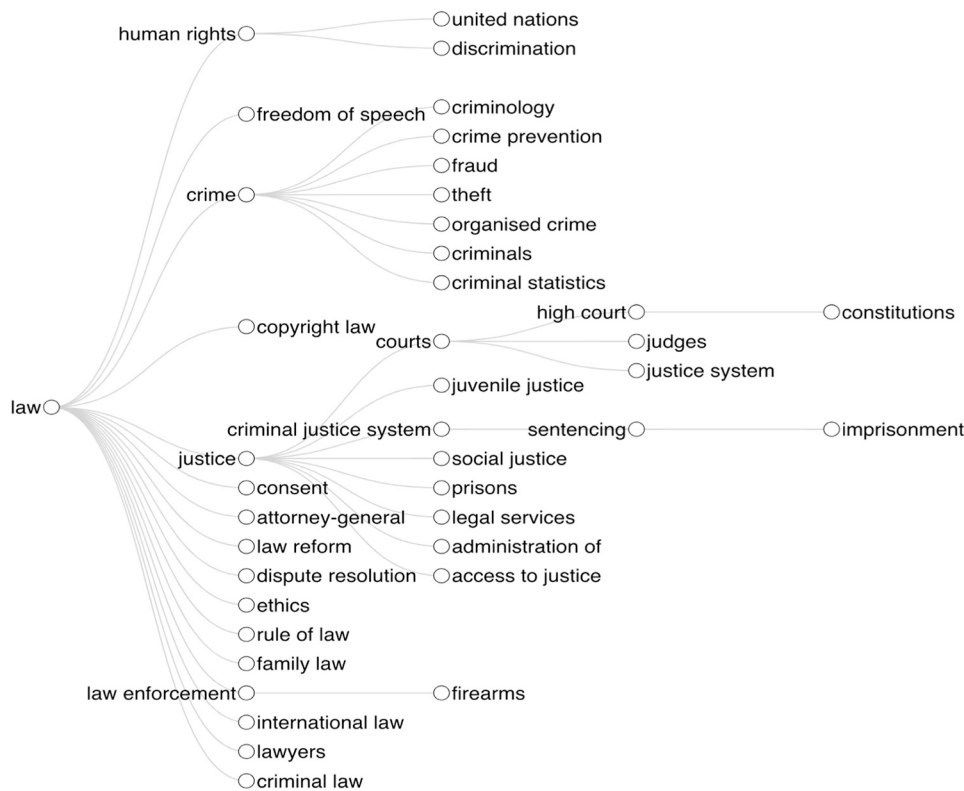 united nations
human rights
discrimination
criminology
freedom of speech
crime prevention
fraud
crime
theft
organised crime
criminals
criminal statistics
high court
constitutions
copyright law
courts
judges
justice system
juvenile justice
law
criminal justice system
sentencing
imprisonment
justice
social justice
consent
prisons
attorney-general
legal services
law reform
administration of
dispute resolution
access to justice
ethics
rule of law
family law
law enforcement
firearms
international law
lawyers
criminal law